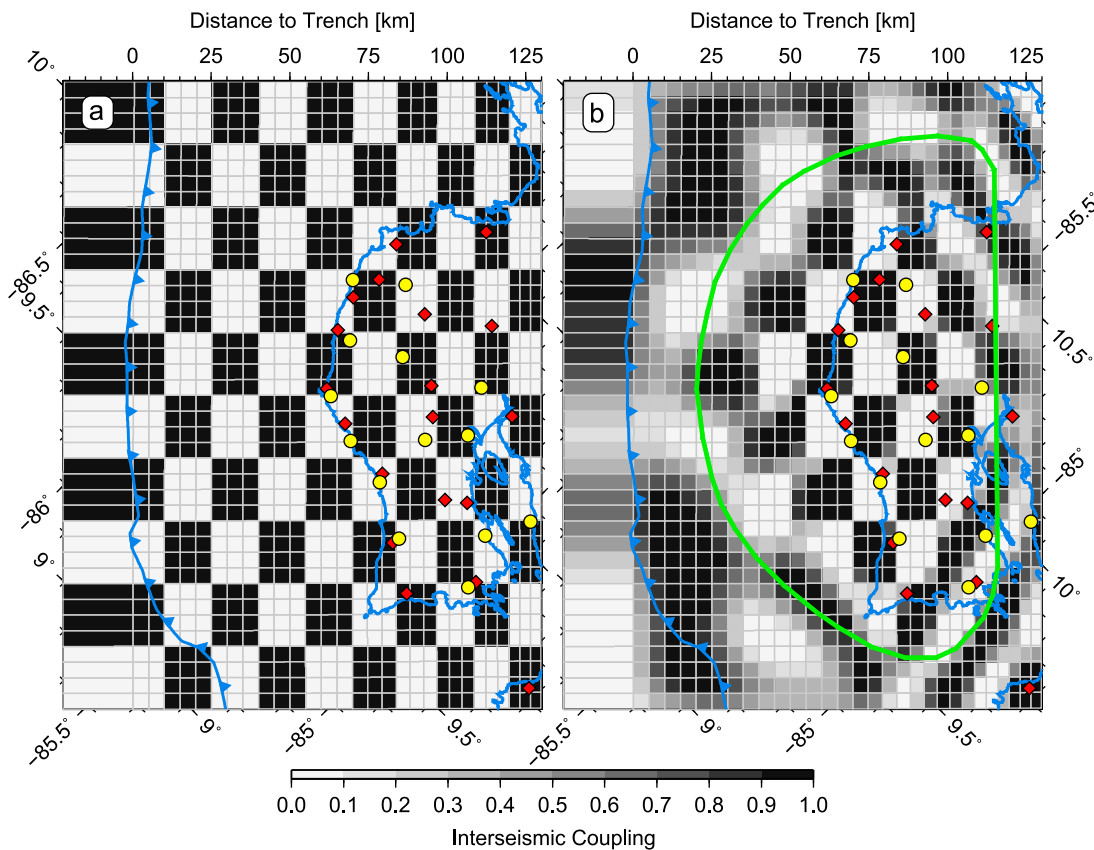 Distance to Trench [km]
Distance to Trench [km]
0 25 50 75 100 125
0 25 50 75 100 125
10°
a
b
-85.5°
-86.5°
-9.5°
10.5°
-85°
-86°
9°
10°
-85.5
9°
-85
9.5°
-85.5°
9°
-85
9.5°
0.0 0.1 0.2 0.3 0.4 0.5 0.6 0.7 0.8 0.9 1.0
Interseismic Coupling